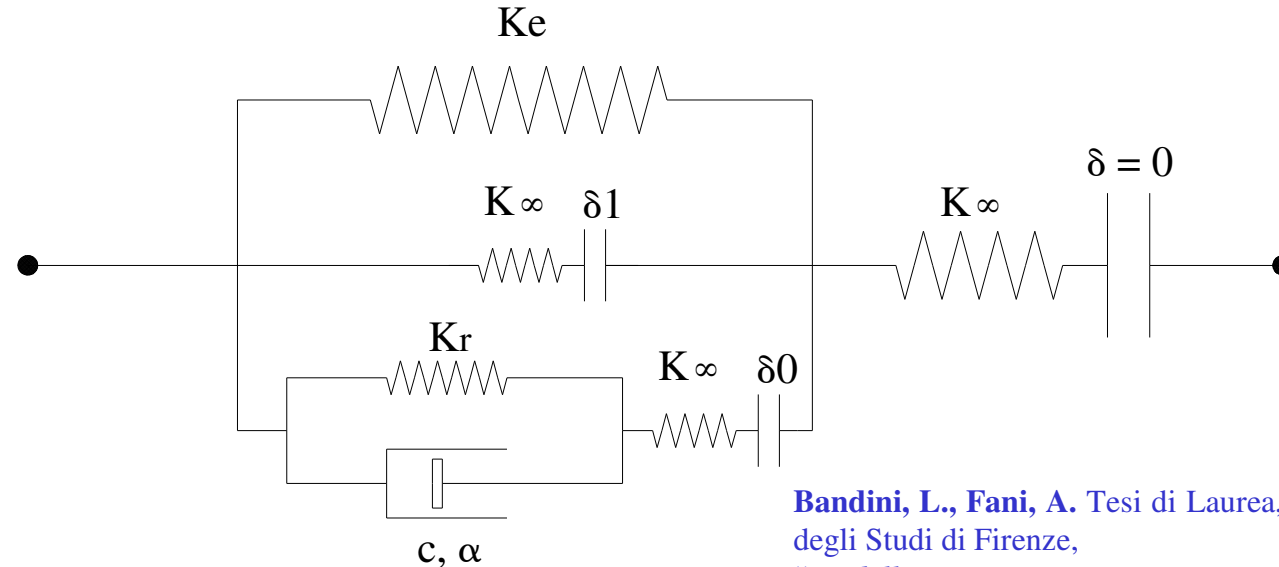 Ke
δ = 0
K∞ δ1
K∞
Kr
K∞ δ0
c, α
Bandini, L., Fani, A. Tesi di Laurea,
degli Studi di Firenze,